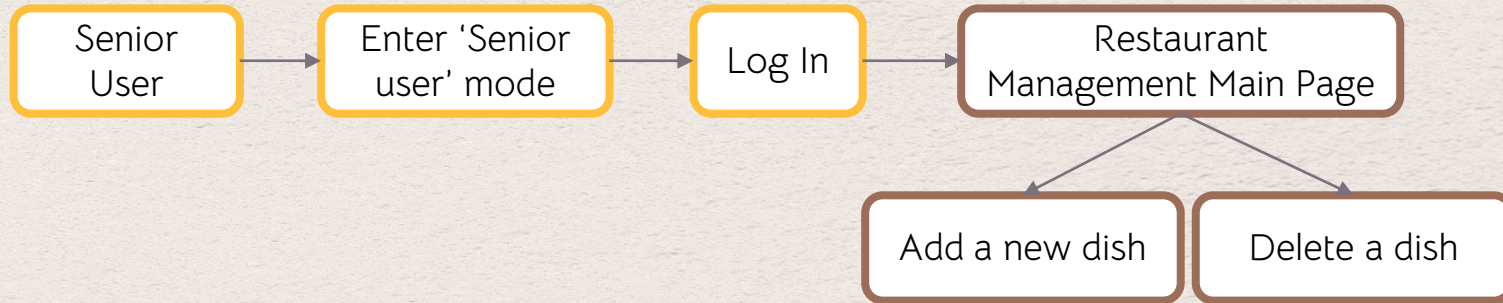 Senior
User
Enter ‘Senior
user’ mode
Log In
Restaurant
Management Main Page
Add a new dish
Delete a dish